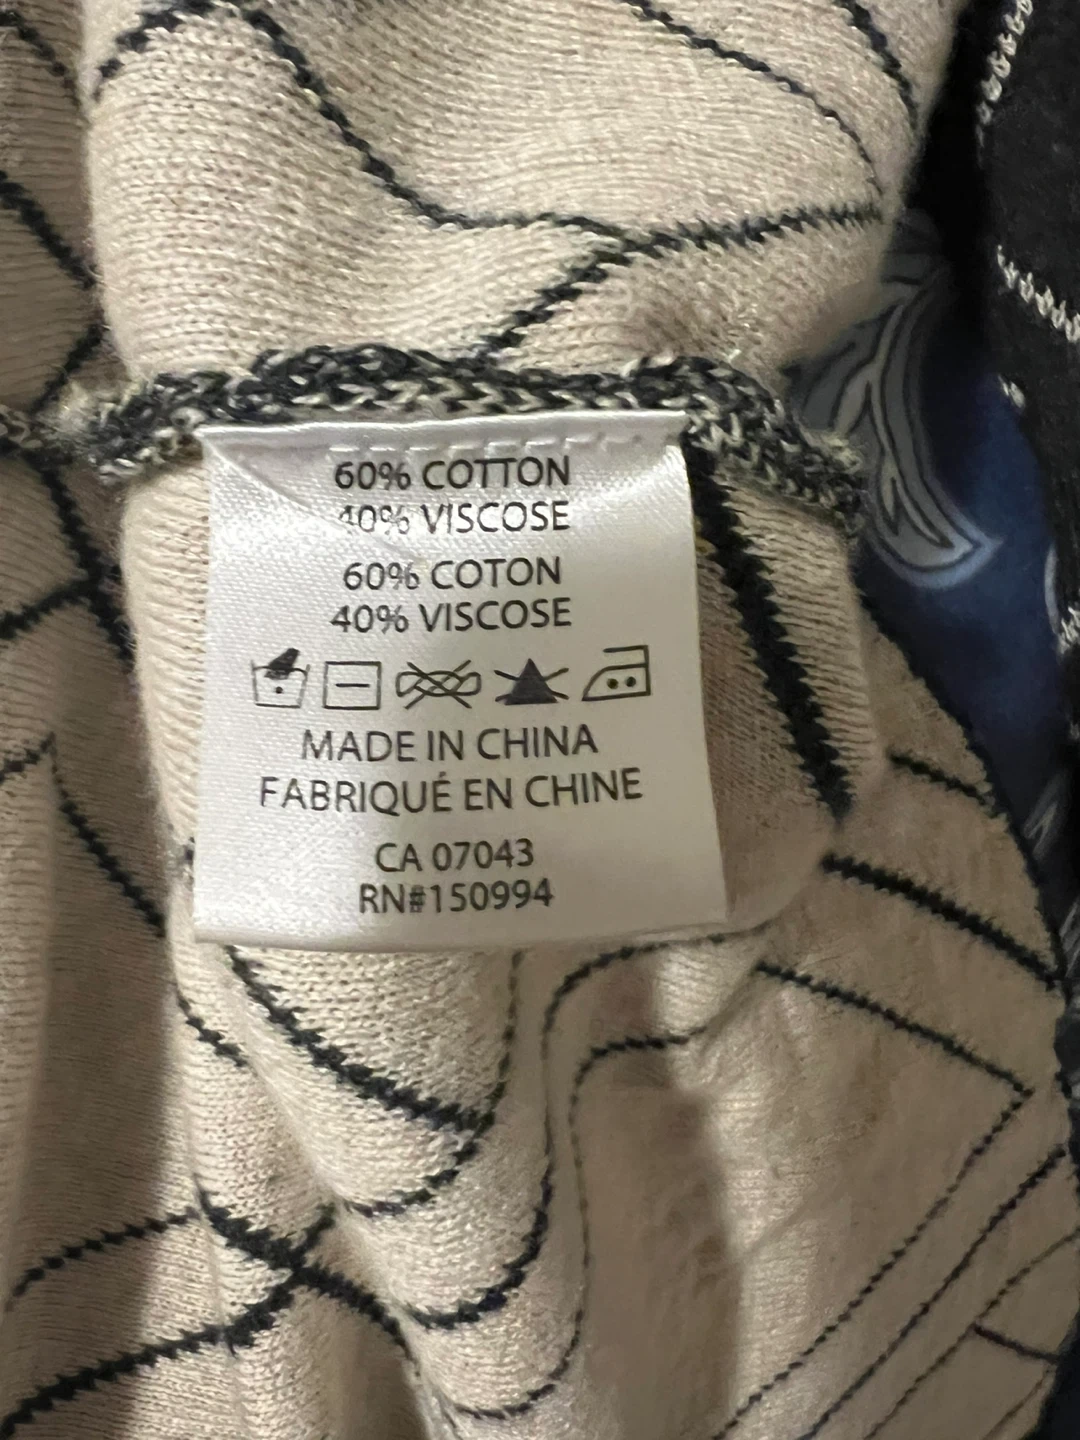 60% COTTON
40% VISCOSE
60% COTON
40% VISCOSE
MADE IN CHINA
FABRIQUÉ EN CHINE
CA 07043
RN#150994